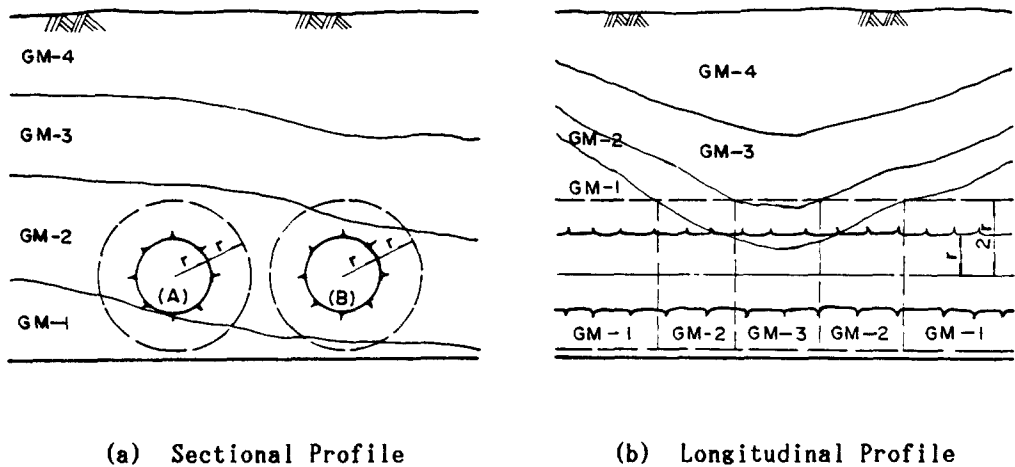 GM-4
GM-3
GM-2
GM-1
r
r
(A)
r
r
(B)
(a) Sectional Profile
GM-4
GM-2
GM-3
GM-1
r
2r
GM-1
GM-2
GM-3
GM-2
GM-1
(b) Longitudinal Profile